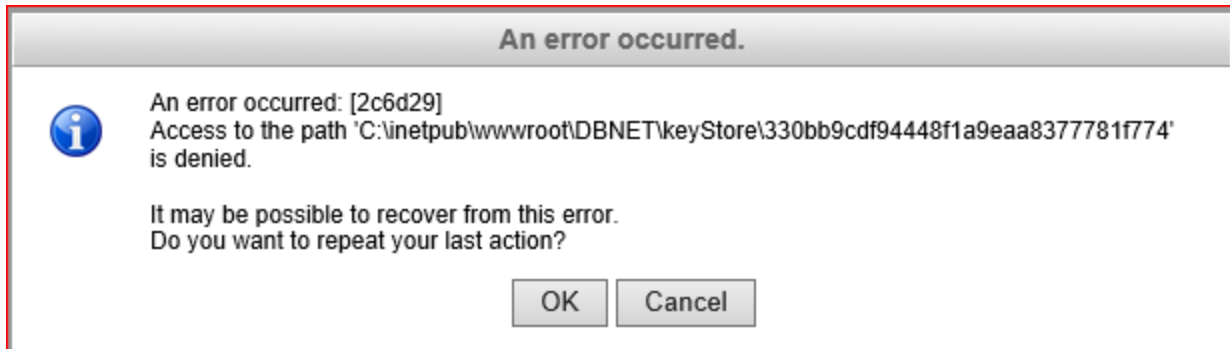 An error occurred.
An error occurred: [2c6d29]
Access to the path 'C:\inetpub\wwwroot\DBNET\keyStore\330bb9cdf94448f1a9eaa8377781f774'
is denied.
It may be possible to recover from this error.
Do you want to repeat your last action?
OK Cancel